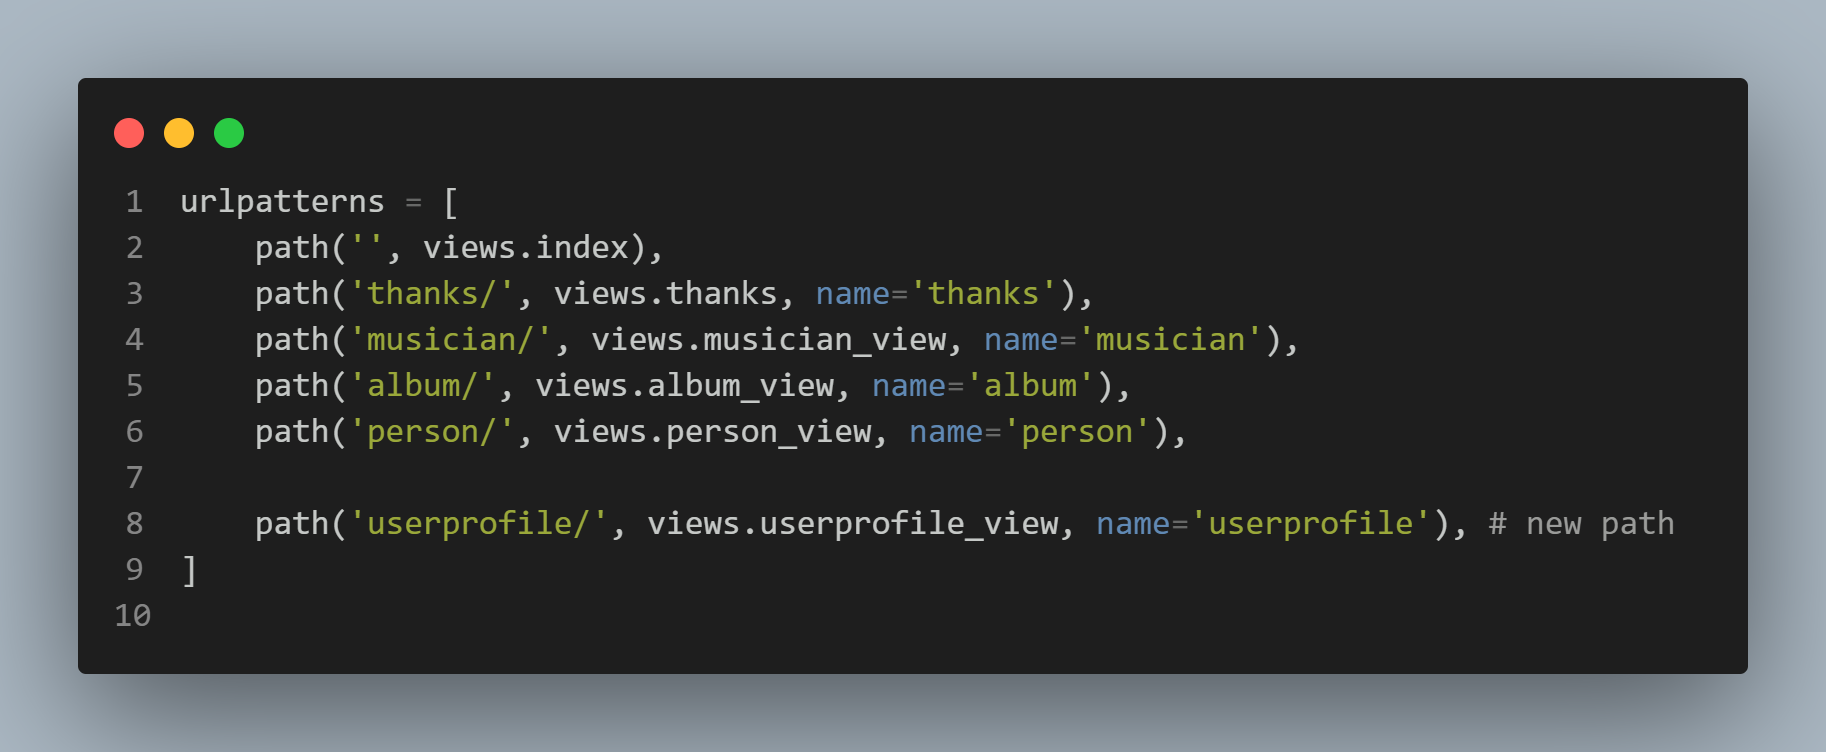 1 urlpatterns = [
2     path('', views.index),
3     path('thanks/', views.thanks, name='thanks'),
4     path('musician/', views.musician_view, name='musician'),
5     path('album/', views.album_view, name='album'),
6     path('person/', views.person_view, name='person'),
7
8     path('userprofile/', views.userprofile_view, name='userprofile'), # new path
9 ]
10